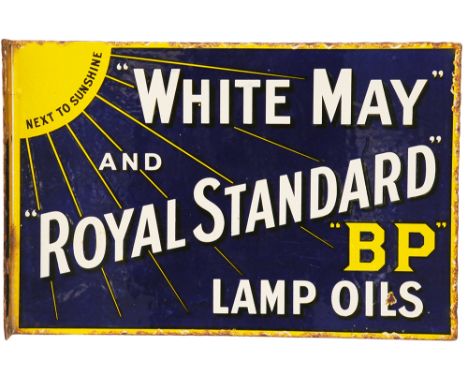 NEXT TO SUNSHINE
"WHITE MAY"
AND
"ROYAL STANDARD"
"BP"
LAMP OILS